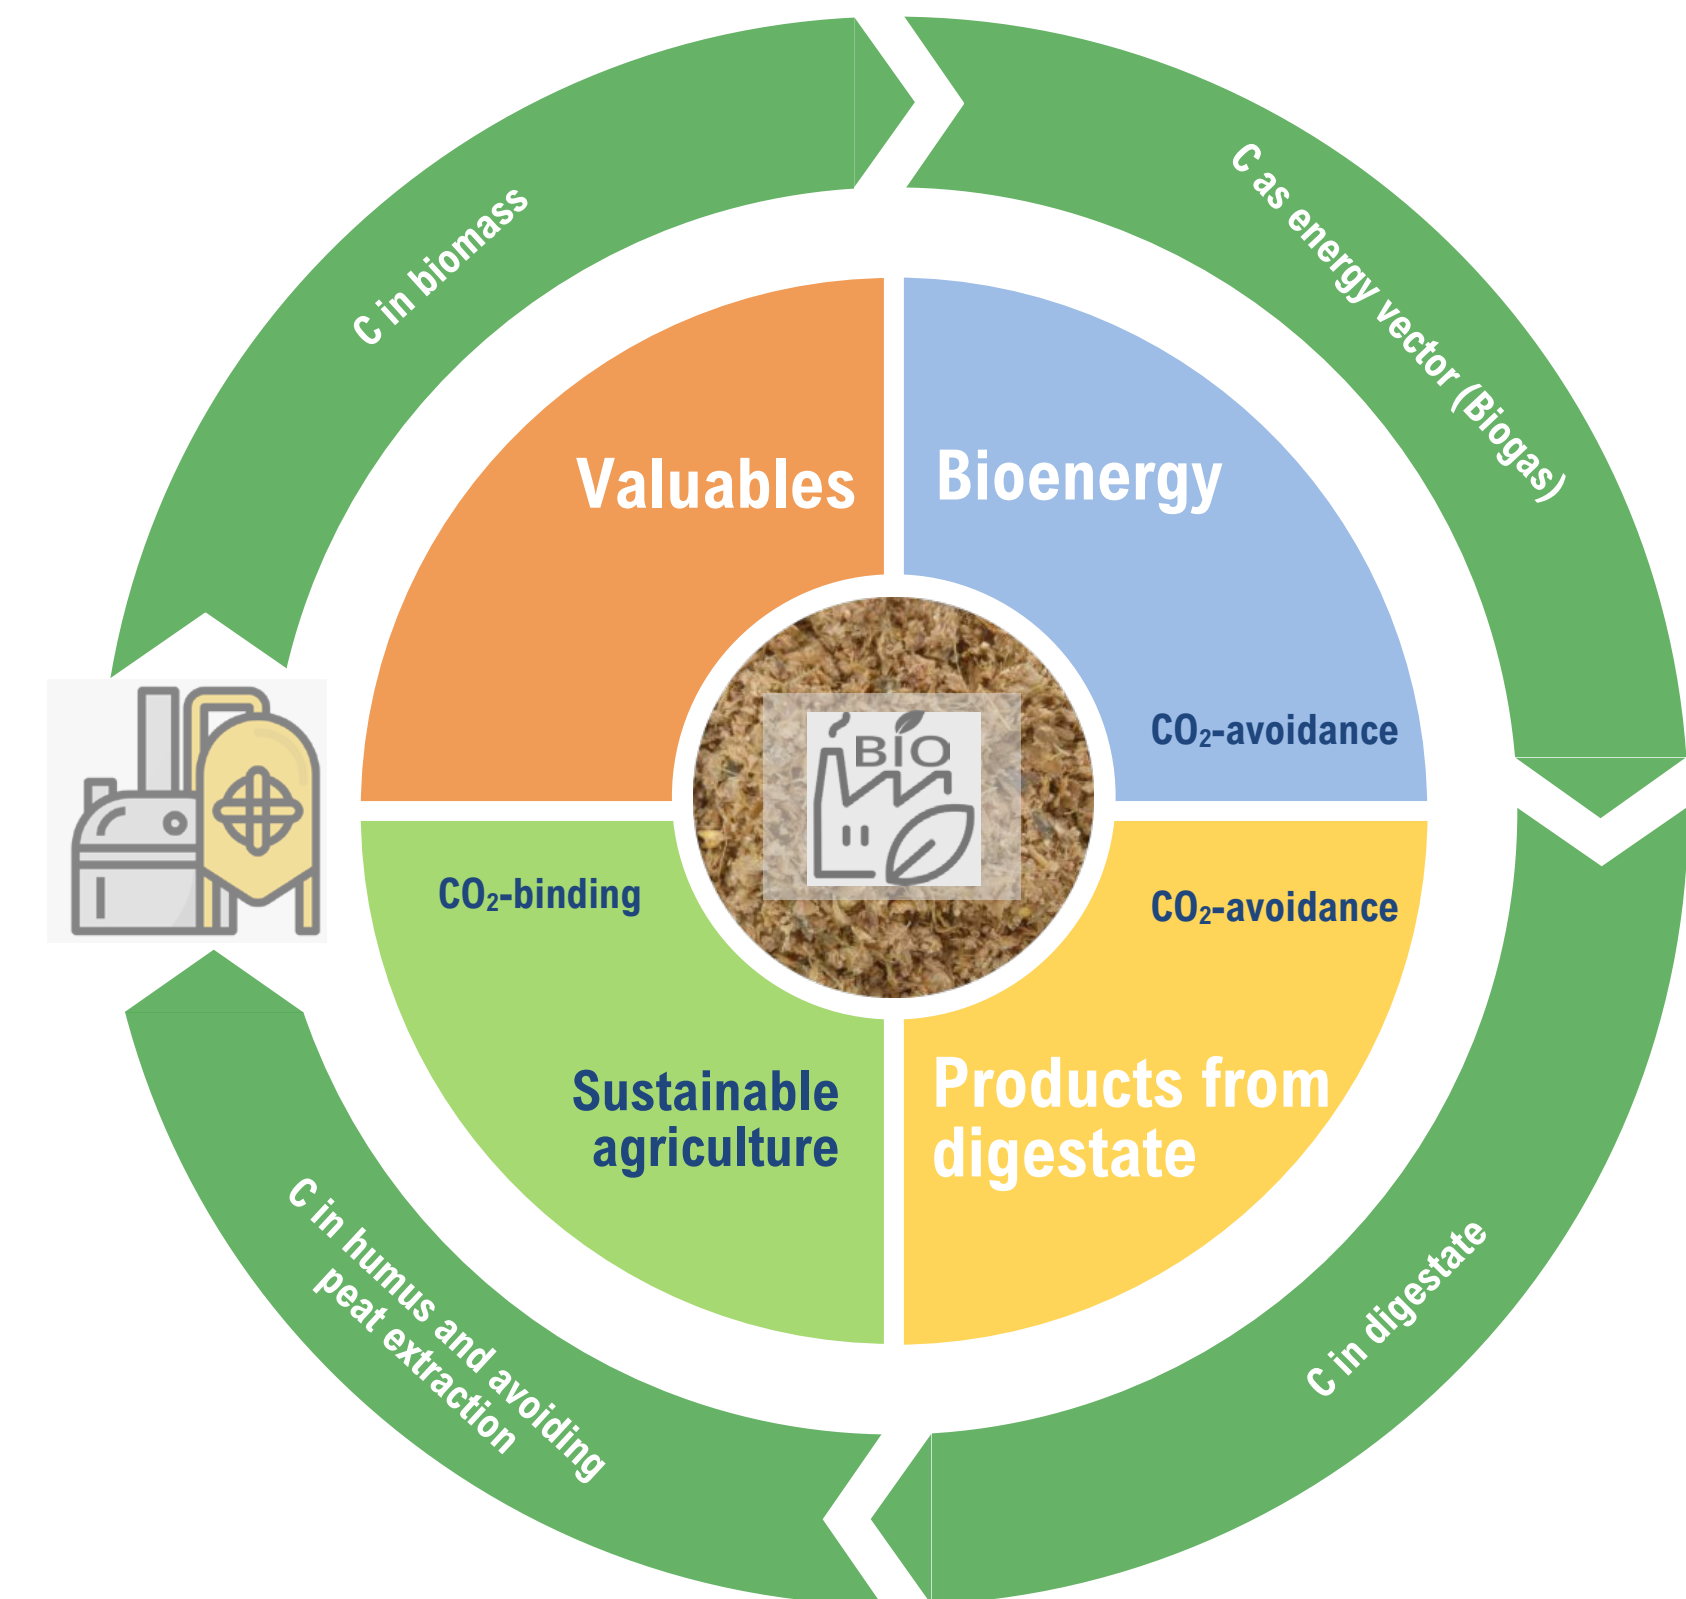 C in biomass
C as energy vector (Biogas)
Valuables
Bioenergy
CO₂-avoidance
BIO
CO₂-binding
CO₂-avoidance
Sustainable
agriculture
Products from
digestate
C in humus and avoiding
peat extraction
C in digestate